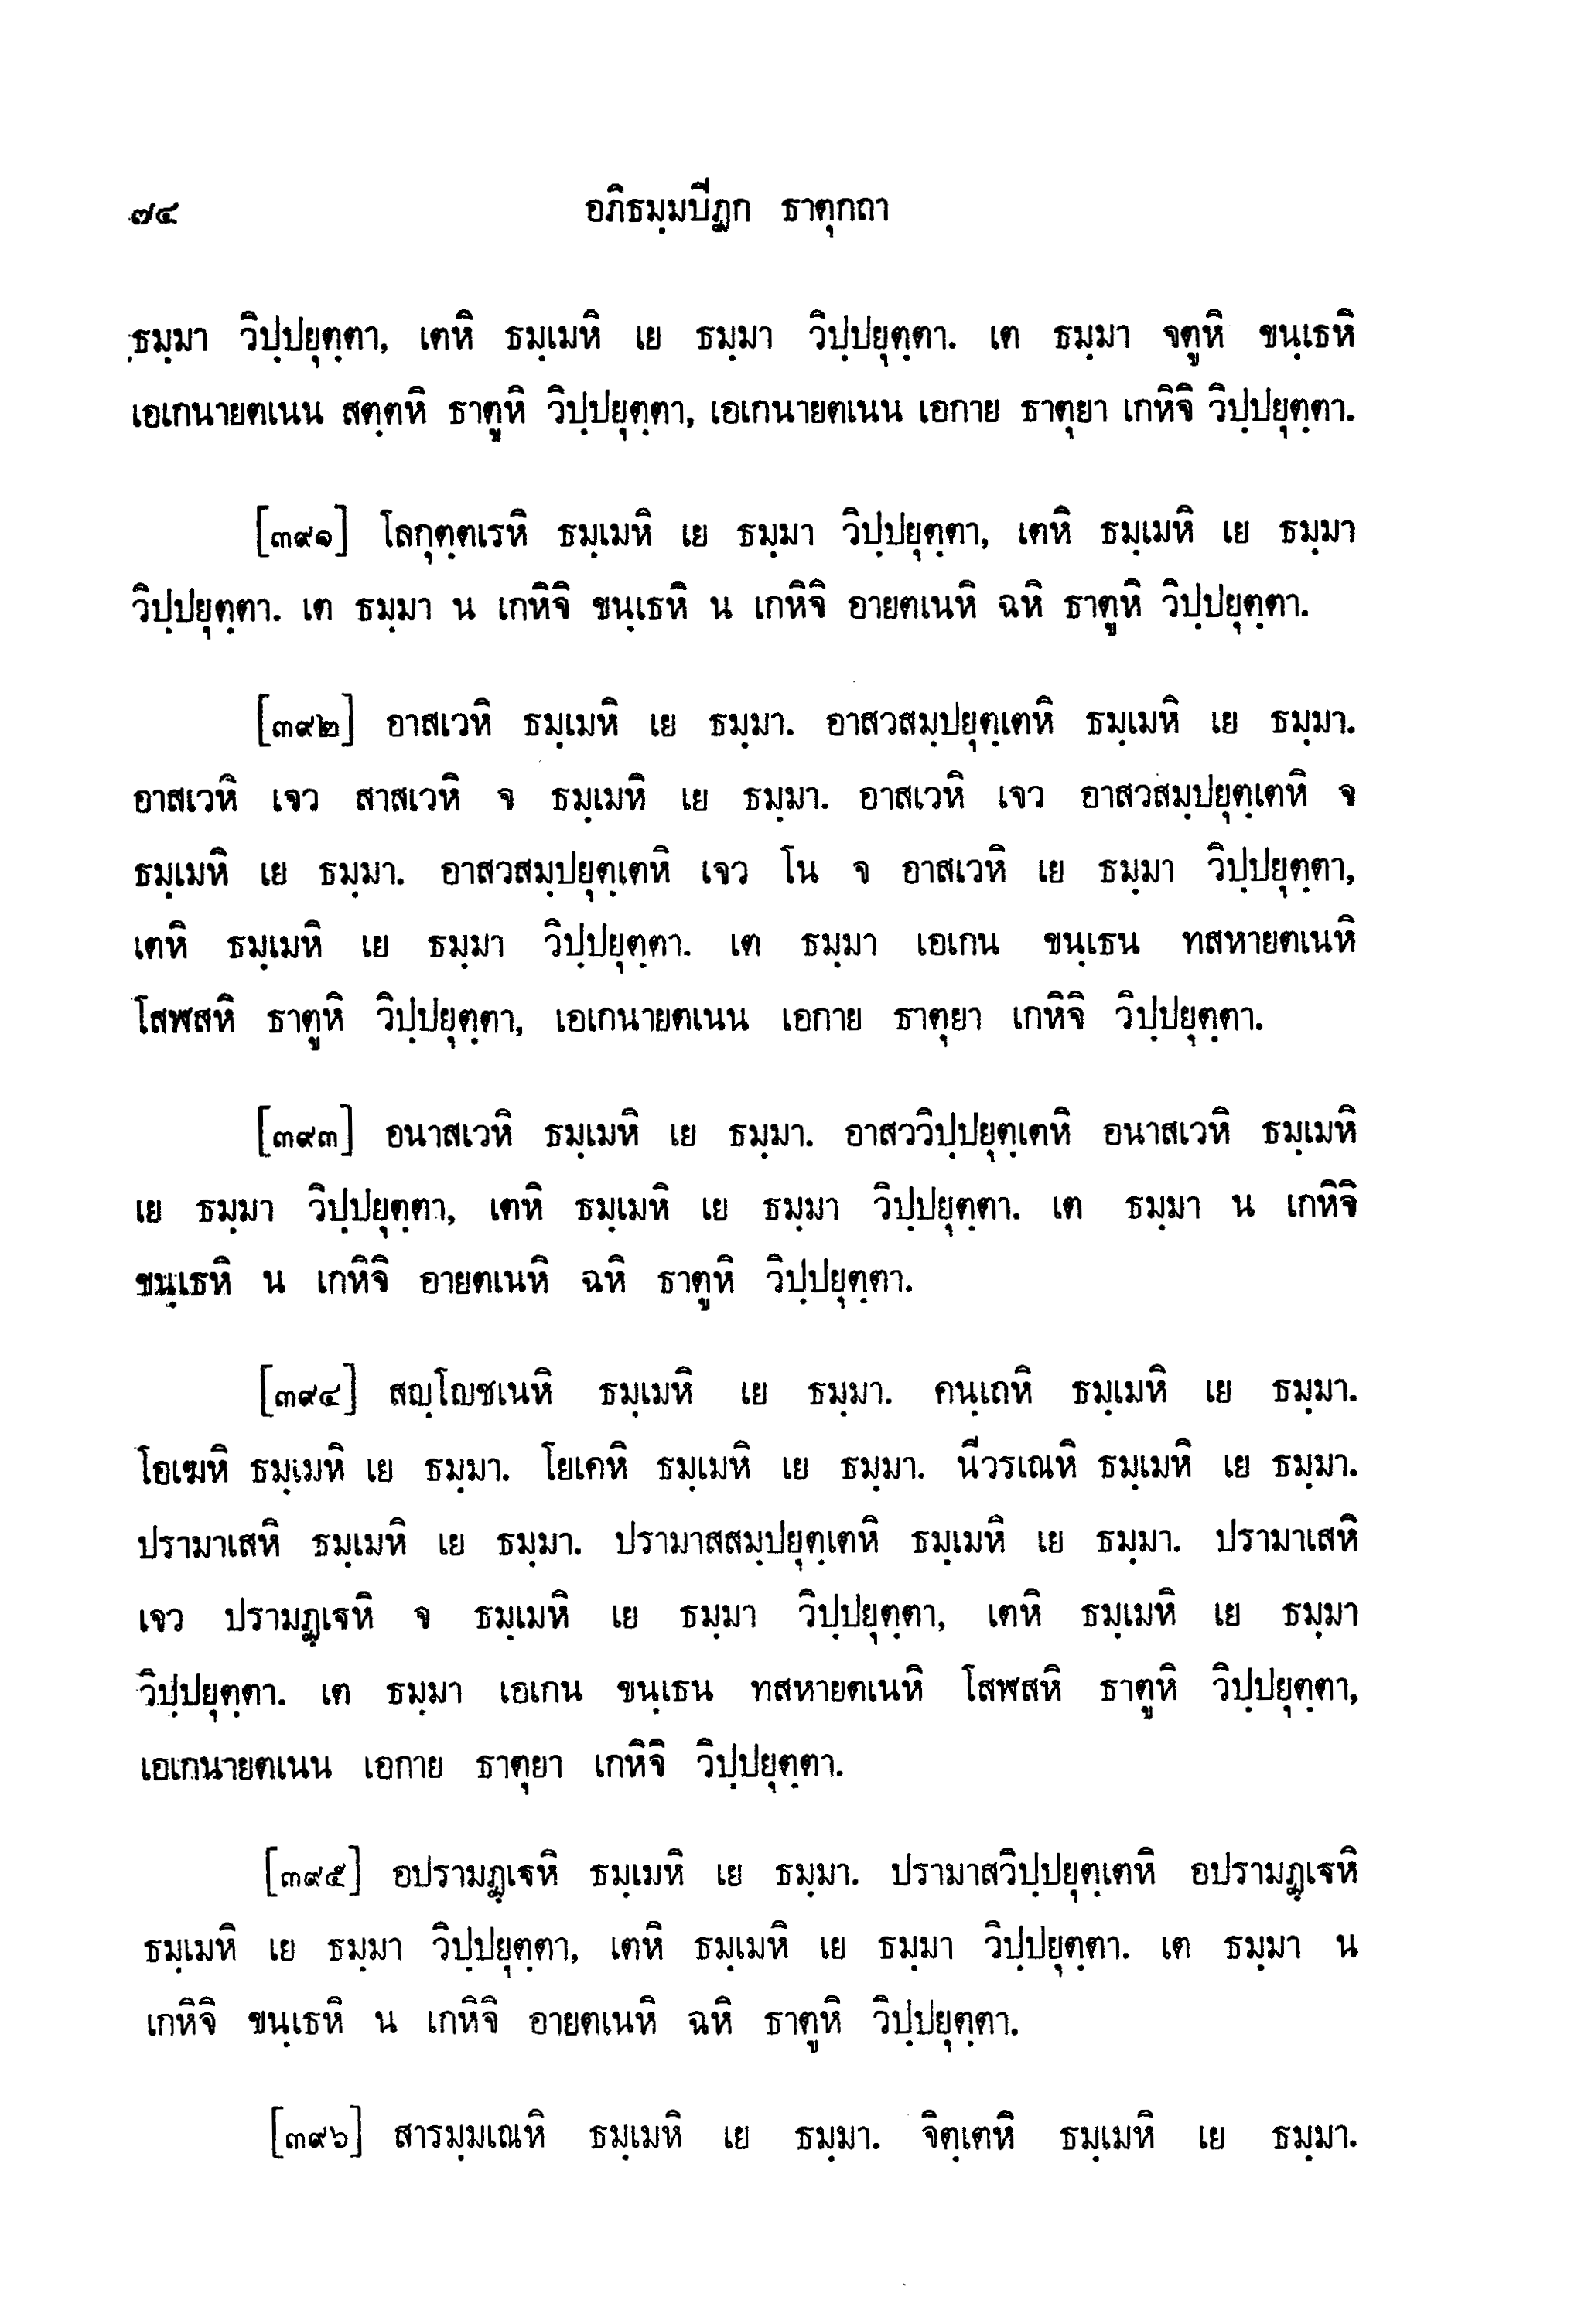 ๗๔ อภิธมฺมปีฏก ธาตุกถา
ธมฺมา วิปฺปยุตฺตา, เตหิ ธมฺเมหิ เย ธมฺมา วิปฺปยุตฺตา. เต ธมฺมา จตูหิ ขนฺเธหิ
เอเกนายตเนน สตฺตหิ ธาตูหิ วิปฺปยุตฺตา, เอเกนายตเนน เอกาย ธาตุยา เกหิจิ วิปฺปยุตฺตา.
[๓๙๑] โลกุตฺตเรหิ ธมฺเมหิ เย ธมฺมา วิปฺปยุตฺตา, เตหิ ธมฺเมหิ เย ธมฺมา
วิปฺปยุตฺตา. เต ธมฺมา น เกหิจิ ขนฺเธหิ น เกหิจิ อายตเนหิ ฉหิ ธาตูหิ วิปฺปยุตฺตา.
[๓๙๒] อาสเวหิ ธมฺเมหิ เย ธมฺมา. อาสวสมฺปยุตฺเตหิ ธมฺเมหิ เย ธมฺมา.
อาสเวหิ เจว สาสเวหิ จ ธมฺเมหิ เย ธมฺมา. อาสเวหิ เจว อาสวสมฺปยุตฺเตหิ จ
ธมฺเมหิ เย ธมฺมา. อาสวสมฺปยุตฺเตหิ เจว โน จ อาสเวหิ เย ธมฺมา วิปฺปยุตฺตา,
เตหิ ธมฺเมหิ เย ธมฺมา วิปฺปยุตฺตา. เต ธมฺมา เอเกน ขนฺเธน ทสหายตเนหิ
โสฬสหิ ธาตูหิ วิปฺปยุตฺตา, เอเกนายตเนน เอกาย ธาตุยา เกหิจิ วิปฺปยุตฺตา.
[๓๙๓] อนาสเวหิ ธมฺเมหิ เย ธมฺมา. อาสววิปฺปยุตฺเตหิ อนาสเวหิ ธมฺเมหิ
เย ธมฺมา วิปฺปยุตฺตา, เตหิ ธมฺเมหิ เย ธมฺมา วิปฺปยุตฺตา. เต ธมฺมา น เกหิจิ
ขนฺเธหิ น เกหิจิ อายตเนหิ ฉหิ ธาตูหิ วิปฺปยุตฺตา.
[๓๙๔] สญฺโญชเนหิ ธมฺเมหิ เย ธมฺมา. คนฺเถหิ ธมฺเมหิ เย ธมฺมา.
โอเฆหิ ธมฺเมหิ เย ธมฺมา. โยเคหิ ธมฺเมหิ เย ธมฺมา. นีวรเณหิ ธมฺเมหิ เย ธมฺมา.
ปรามาเสหิ ธมฺเมหิ เย ธมฺมา. ปรามาสสมฺปยุตฺเตหิ ธมฺเมหิ เย ธมฺมา. ปรามาเสหิ
เจว ปรามฏฺเฐหิ จ ธมฺเมหิ เย ธมฺมา วิปฺปยุตฺตา, เตหิ ธมฺเมหิ เย ธมฺมา
วิปฺปยุตฺตา. เต ธมฺมา เอเกน ขนฺเธน ทสหายตเนหิ โสฬสหิ ธาตูหิ วิปฺปยุตฺตา,
เอเกนายตเนน เอกาย ธาตุยา เกหิจิ วิปฺปยุตฺตา.
[๓๙๕] อปรามฏฺเฐหิ ธมฺเมหิ เย ธมฺมา. ปรามาสวิปฺปยุตฺเตหิ อปรามฏฺเฐหิ
ธมฺเมหิ เย ธมฺมา วิปฺปยุตฺตา, เตหิ ธมฺเมหิ เย ธมฺมา วิปฺปยุตฺตา. เต ธมฺมา น
เกหิจิ ขนฺเธหิ น เกหิจิ อายตเนหิ ฉหิ ธาตูหิ วิปฺปยุตฺตา.
[๓๙๖] สารมฺมเณหิ ธมฺเมหิ เย ธมฺมา. จิตฺเตหิ ธมฺเมหิ เย ธมฺมา.